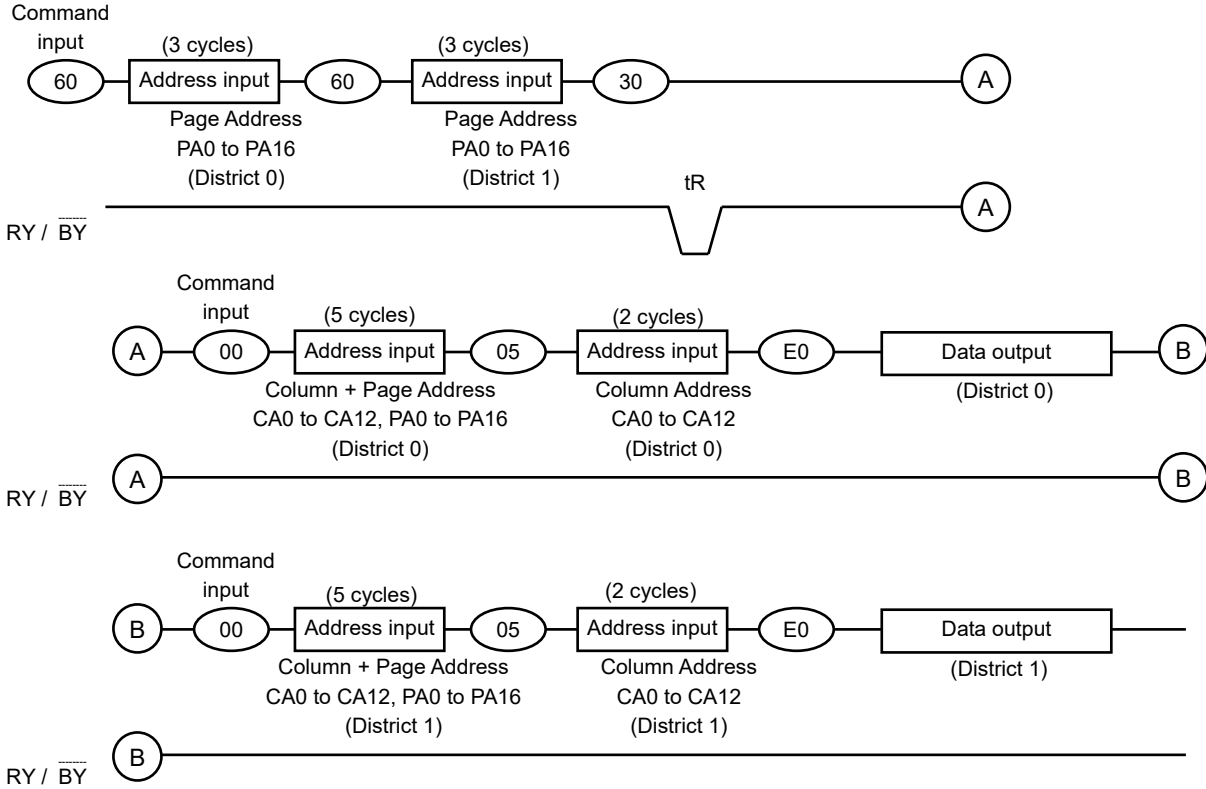 Command
input
(3 cycles)
(3 cycles)
60
Address input
60
Address input
30
A
Page Address
PA0 to PA16
(District 0)
Page Address
PA0 to PA16
(District 1)
tR
A
RY / BY
Command
input
(5 cycles)
(2 cycles)
A
00
Address input
05
Address input
E0
Data output
B
Column + Page Address
CA0 to CA12, PA0 to PA16
(District 0)
Column Address
CA0 to CA12
(District 0)
(District 0)
A
B
RY / BY
Command
input
(5 cycles)
(2 cycles)
B
00
Address input
05
Address input
E0
Data output
Column + Page Address
CA0 to CA12, PA0 to PA16
(District 1)
Column Address
CA0 to CA12
(District 1)
(District 1)
B
RY / BY